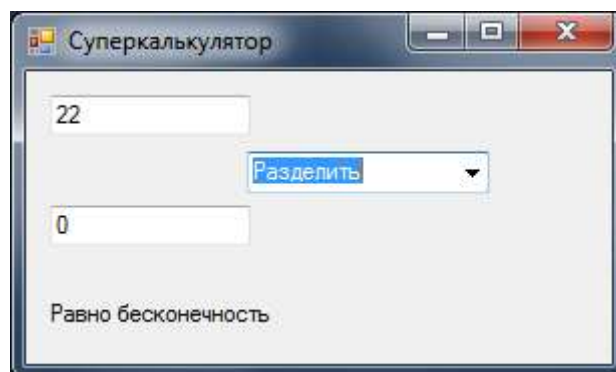 Суперкалькулятор
22
Разделить
0
Равно бесконечность